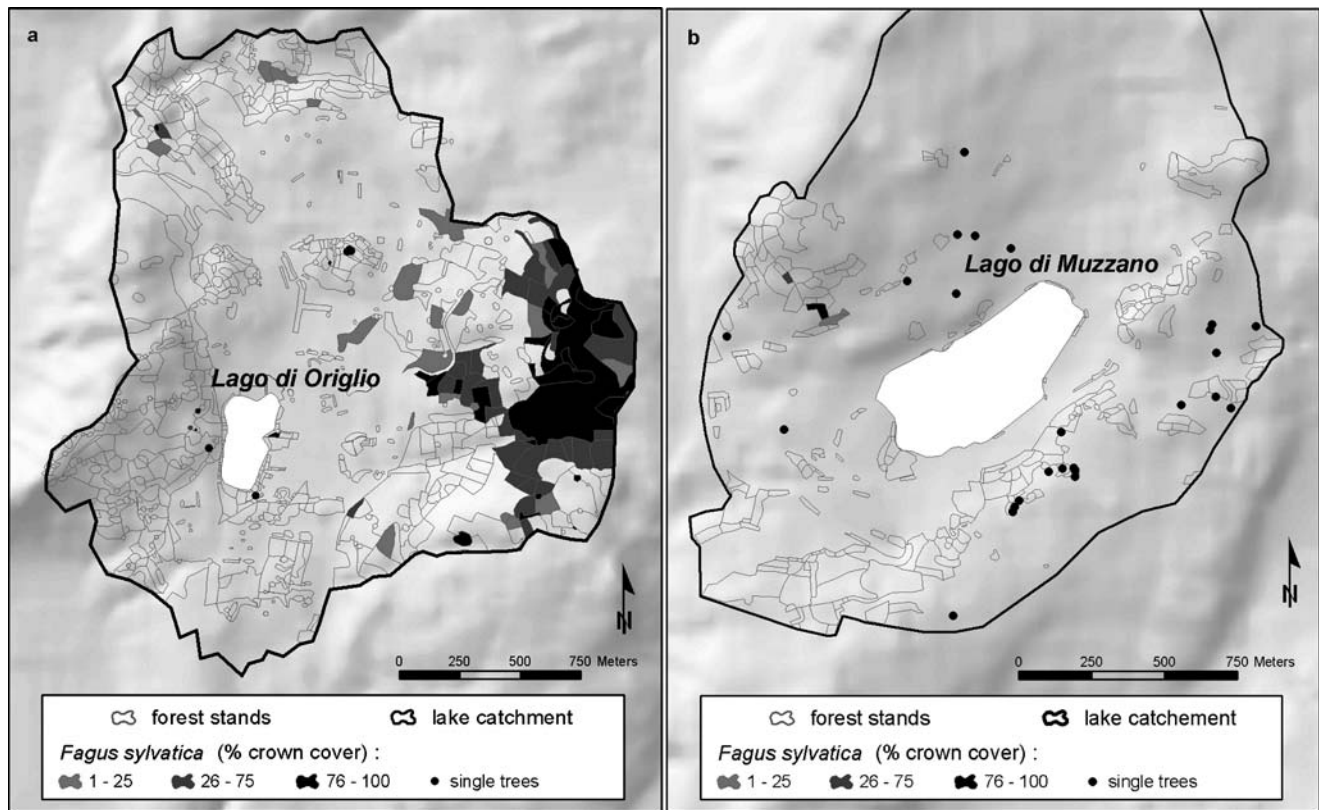 a
Lago di Origlio
N
0 250 500 750 Meters
forest stands lake catchment
Fagus sylvatica (% crown cover) :
1 - 25 26 - 75 76 - 100 single trees
b
Lago di Muzzano
N
0 250 500 750 Meters
forest stands lake catchement
Fagus sylvatica (% crown cover) :
1 - 25 26 - 75 76 - 100 single trees